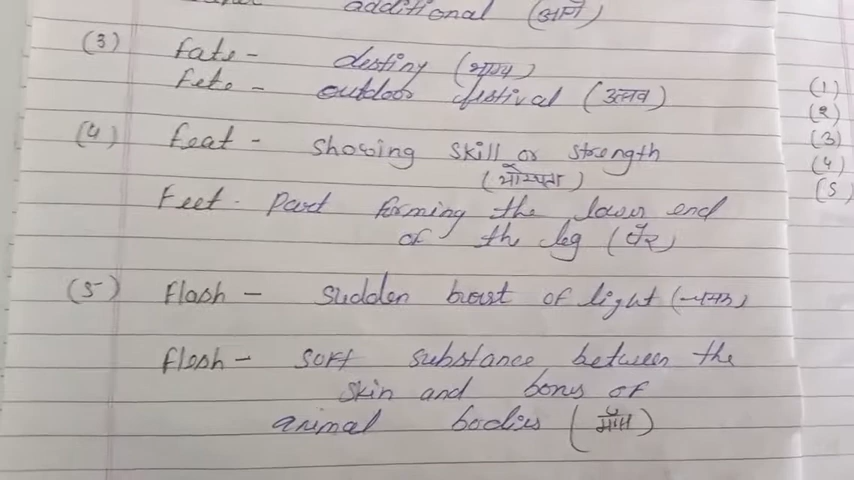 additional (आगे)
(3) Fate - destiny (भाग्य)
Fete - outdoor festival (उत्सव)
(4) Feat - Showing skill or strength
(योग्यता)
Feet - Part forming the lower end
of the leg (पैर)
(5) Flash - Sudden burst of light (चमक)
Flesh - Soft substance between the
skin and bones of
animal bodies (माँस)
(1)
(2)
(3)
(4)
(5)